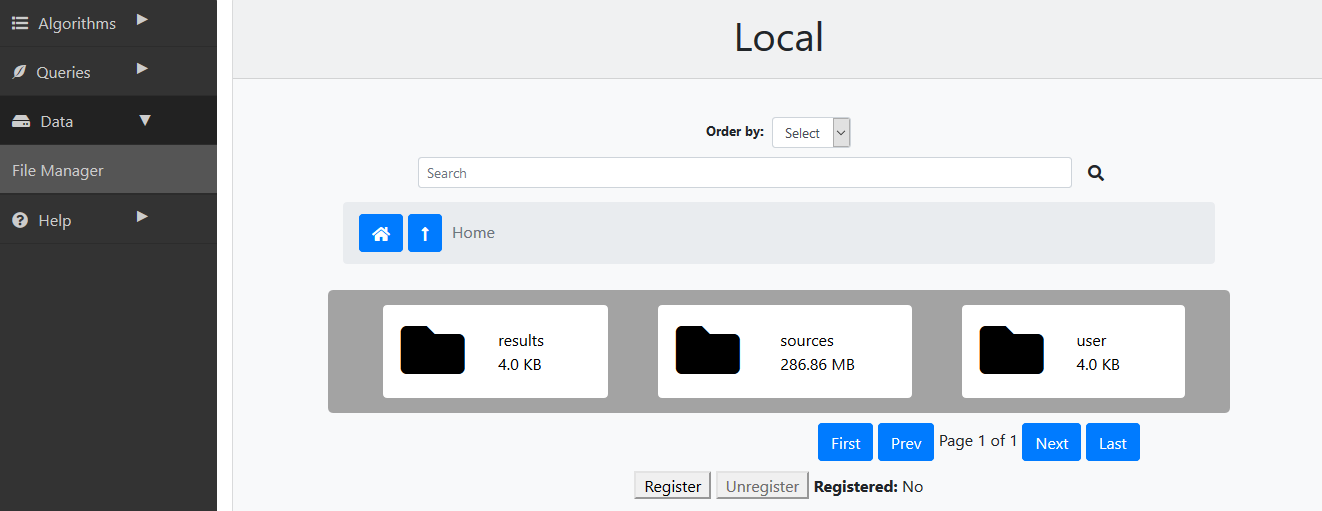 Algorithms
Queries
Data
File Manager
Help
Local
Order by: Select
Search
Home
results
4.0 KB
sources
286.86 MB
user
4.0 KB
First Prev Page 1 of 1 Next Last
Register Unregister Registered: No